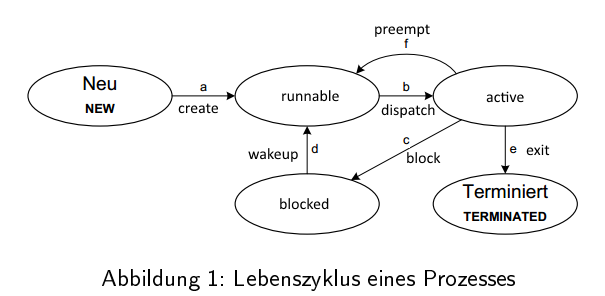 preempt
f
Neu
NEW
a
create
runnable
b
dispatch
active
c
block
wakeup
d
e
exit
blocked
Terminiert
TERMINATED
Abbildung 1: Lebenszyklus eines Prozesses